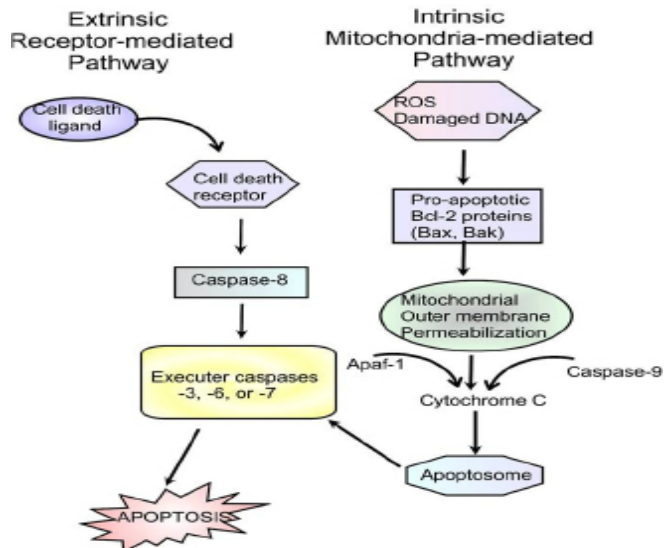 Extrinsic
Receptor-mediated
Pathway
Cell death
ligand
Cell death
receptor
Caspase-8
Executer caspases
-3, -6, or -7
APOPTOSIS
Intrinsic
Mitochondria-mediated
Pathway
ROS
Damaged DNA
Pro-apoptotic
Bcl-2 proteins
(Bax, Bak)
Mitochondrial
Outer membrane
Permeabilization
Apaf-1
Caspase-9
Cytochrome C
Apoptosome